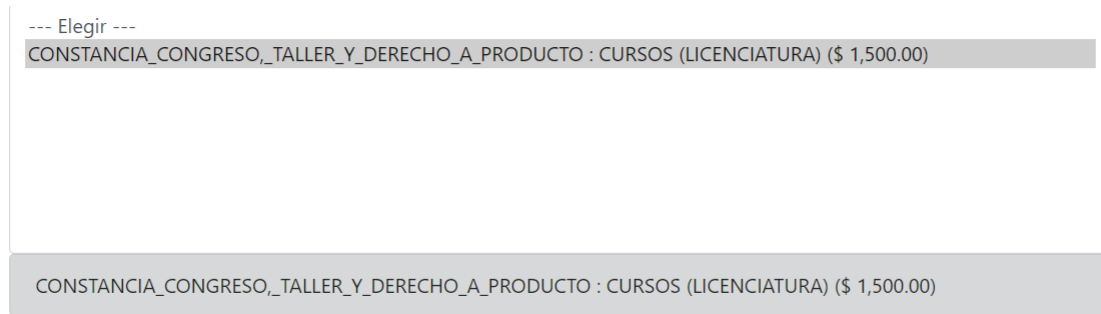 --- Elegir ---
CONSTANCIA_CONGRESO,_TALLER_Y_DERECHO_A_PRODUCTO : CURSOS (LICENCIATURA) ($ 1,500.00)
CONSTANCIA_CONGRESO,_TALLER_Y_DERECHO_A_PRODUCTO : CURSOS (LICENCIATURA) ($ 1,500.00)